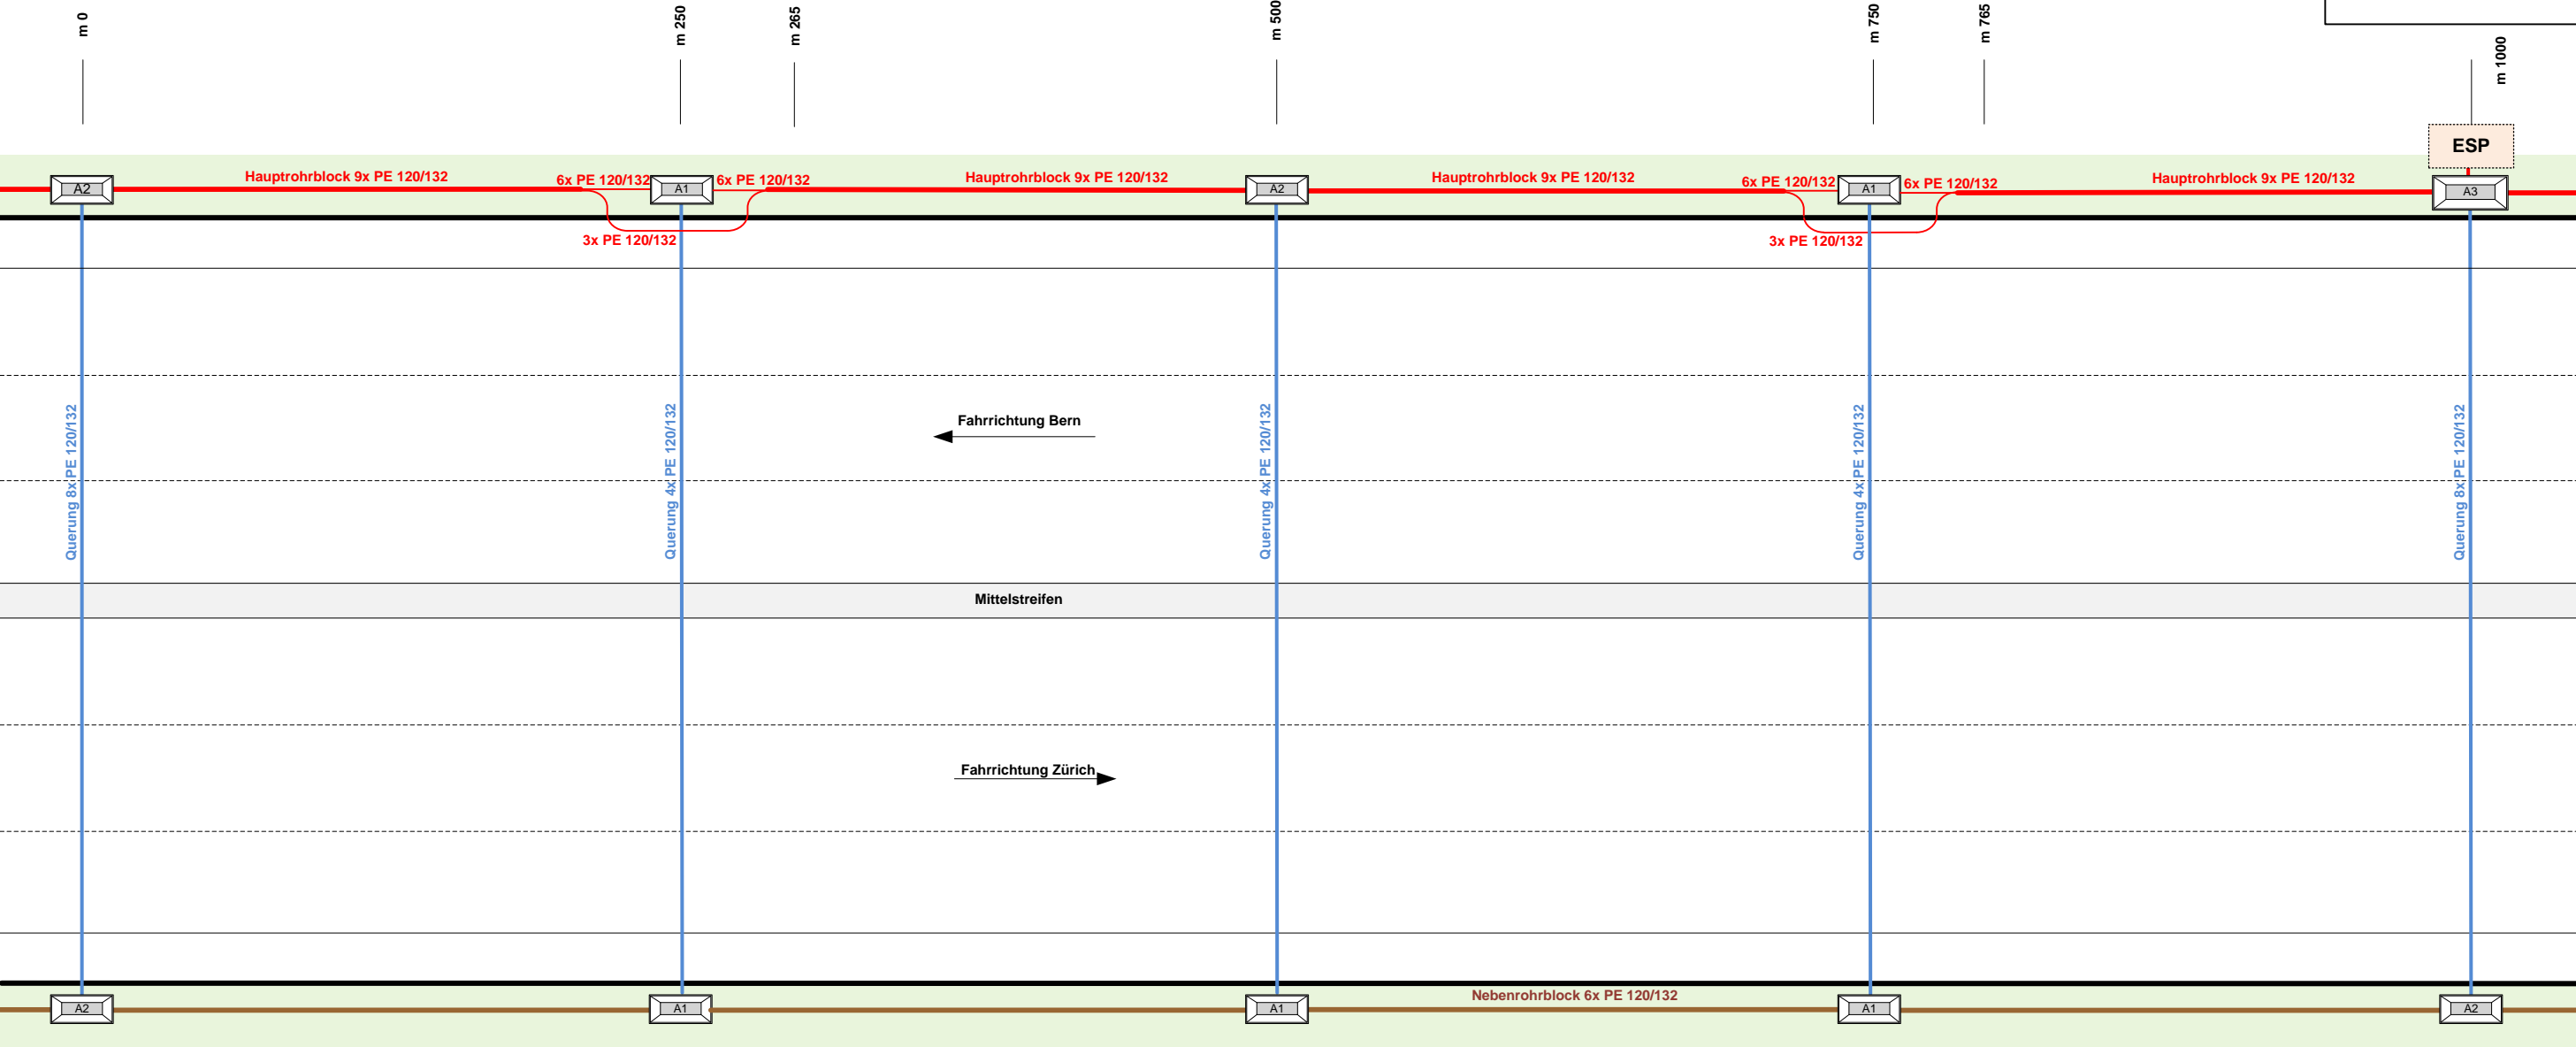 m 0
m 250
m 265
m 500
m 750
m 765
m 1000
ESP
Hauptrohrblock 9x PE 120/132
6x PE 120/132
6x PE 120/132
Hauptrohrblock 9x PE 120/132
Hauptrohrblock 9x PE 120/132
6x PE 120/132
6x PE 120/132
Hauptrohrblock 9x PE 120/132
A2
A1
A2
A1
A3
3x PE 120/132
3x PE 120/132
Querung 8x PE 120/132
Querung 4x PE 120/132
Querung 4x PE 120/132
Querung 4x PE 120/132
Querung 8x PE 120/132
Fahrrichtung Bern
Mittelstreifen
Fahrrichtung Zürich
Nebenrohrblock 6x PE 120/132
A2
A1
A1
A1
A2